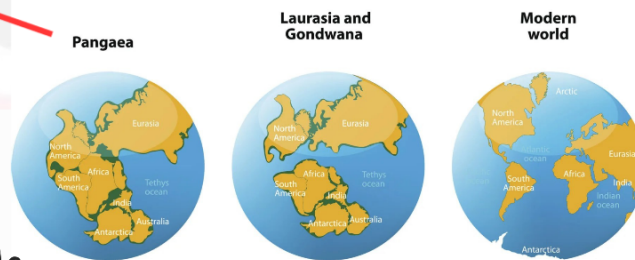 Pangaea
Laurasia and
Gondwana
Modern
world
Eurasia
North
America
Africa
South
America
India
Tethys
ocean
Australia
Antarctica
North
America
Eurasia
Africa
South
America
India
Tethys
ocean
Australia
Antarctica
Arctic
North
America
Atlantic
ocean
Eurasia
South
America
Africa
India
Indian
ocean
Antarctica